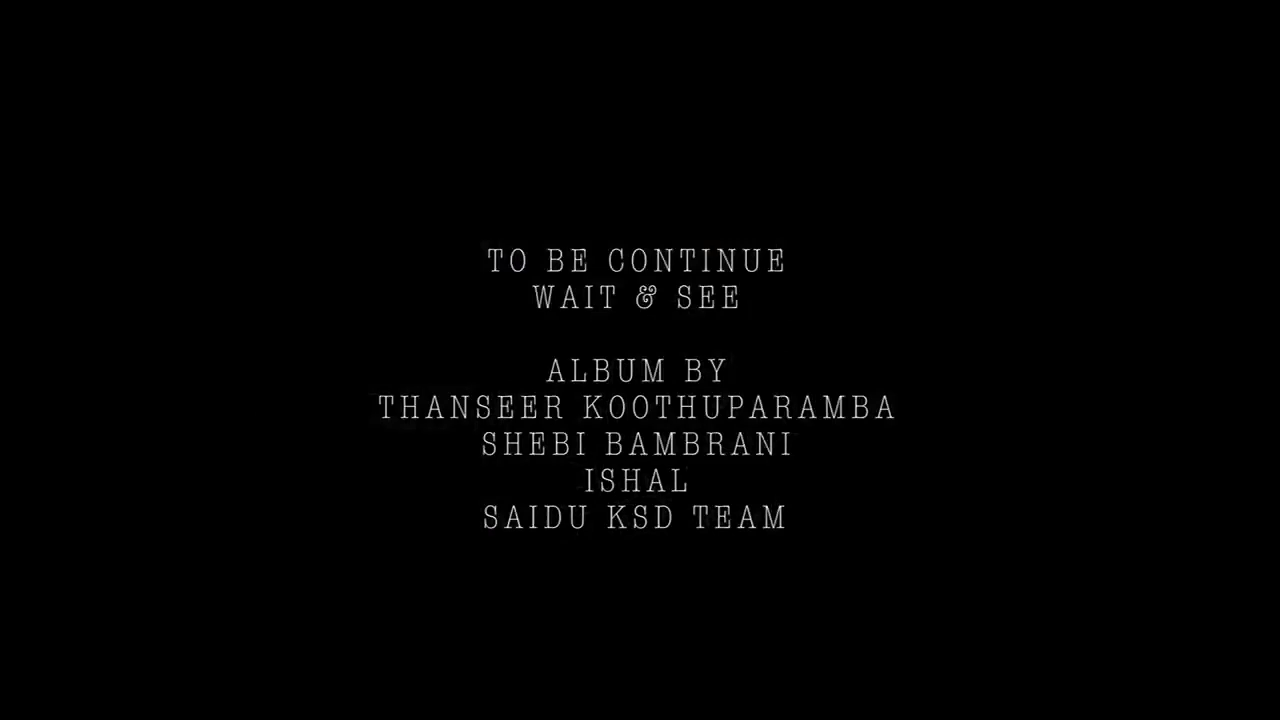 TO BE CONTINUE
WAIT & SEE
ALBUM BY
THANSEER KOOTHUPARAMBA
SHEBI BAMBRANI
ISHAL
SAIDU KSD TEAM